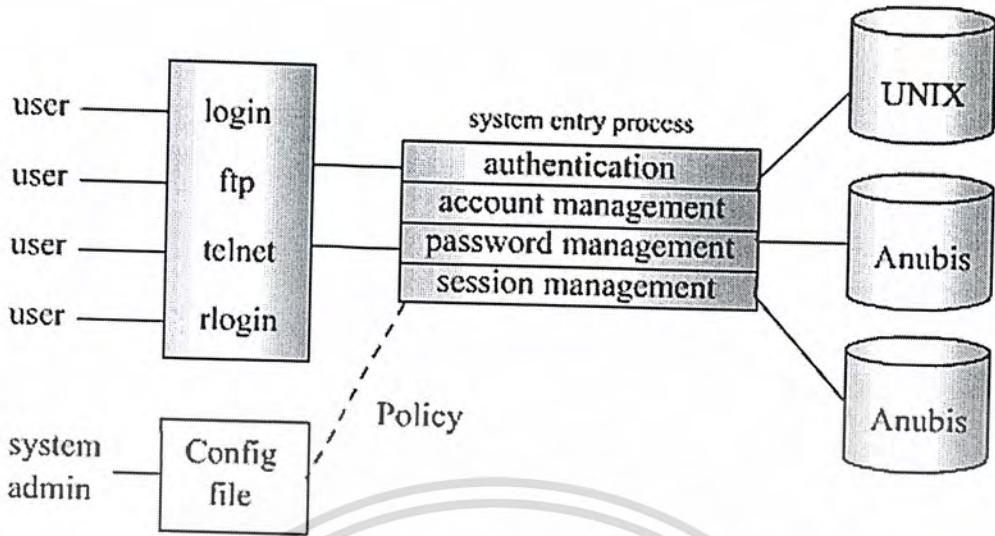 user
user
user
user
login
ftp
telnet
rlogin
system entry process
authentication
account management
password management
session management
UNIX
Anubis
Anubis
system
admin
Config
file
Policy